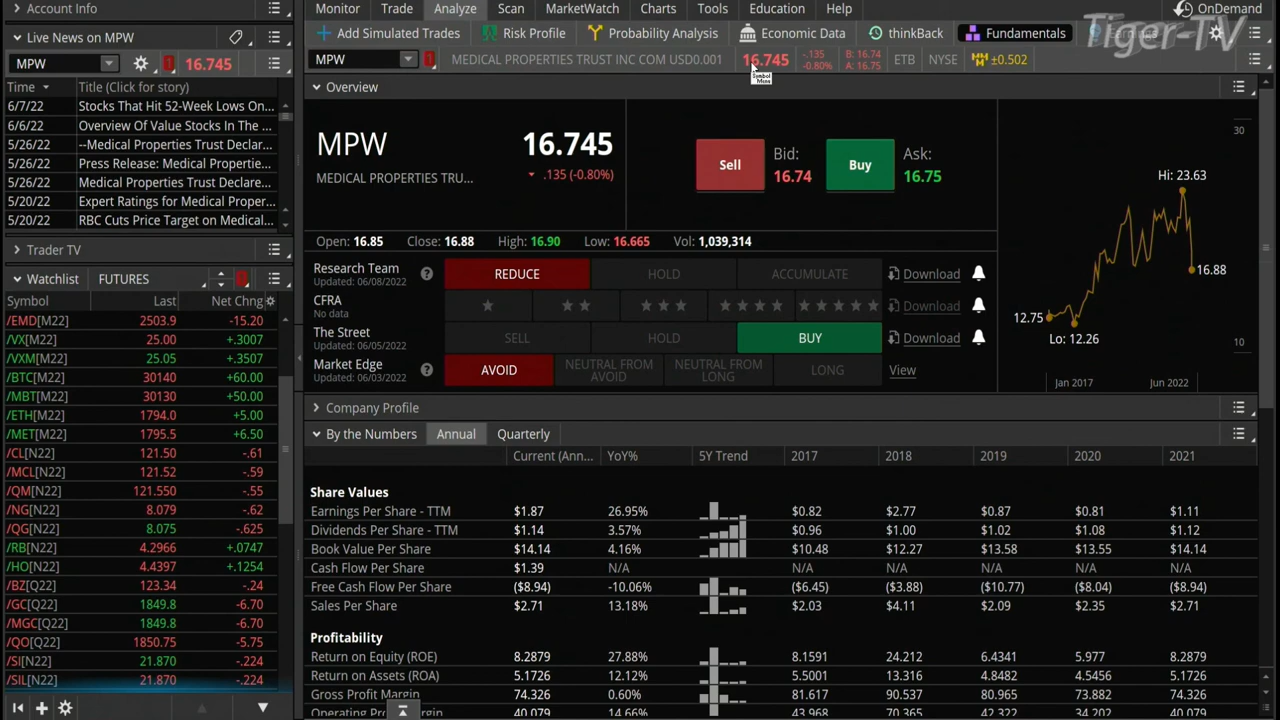 Account Info
Live News on MPW
MPW 1 16.745
Time Title (Click for story)
6/7/22 Stocks That Hit 52-Week Lows On...
6/6/22 Overview Of Value Stocks In The ...
5/26/22 --Medical Properties Trust Declar...
5/26/22 Press Release: Medical Propertie...
5/26/22 Medical Properties Trust Declare...
5/20/22 Expert Ratings for Medical Proper...
5/20/22 RBC Cuts Price Target on Medical...
Trader TV
Watchlist FUTURES
Symbol Last Net Chng
/EMD[M22] 2503.9 -15.20
/VX[M22] 25.00 +.3007
/VXM[M22] 25.05 +.3507
/BTC[M22] 30140 +60.00
/MBT[M22] 30130 +50.00
/ETH[M22] 1794.0 +5.00
/MET[M22] 1795.5 +6.50
/CL[N22] 121.50 -.61
/MCL[N22] 121.52 -.59
/QM[N22] 121.550 -.55
/NG[N22] 8.079 -.62
/QG[N22] 8.075 -.625
/RB[N22] 4.2966 +.0747
/HO[N22] 4.4397 +.1254
/BZ[Q22] 123.34 -.24
/GC[Q22] 1849.8 -6.70
/MGC[Q22] 1849.8 -6.70
/QO[Q22] 1850.75 -5.75
/SI[N22] 21.870 -.224
/SIL[N22] 21.870 -.224
Monitor Trade Analyze Scan MarketWatch Charts Tools Education Help OnDemand
Tiger-TV
Add Simulated Trades Risk Profile Probability Analysis Economic Data thinkBack Fundamentals
MPW 1 MEDICAL PROPERTIES TRUST INC COM USD0.001 16.745 -.135 -0.80% B: 16.74 A: 16.75 ETB NYSE ±0.502
Symbol Menu
Overview
MPW 16.745
MEDICAL PROPERTIES TRU... .135 (-0.80%)
Sell Bid: 16.74 Buy Ask: 16.75
Open: 16.85 Close: 16.88 High: 16.90 Low: 16.665 Vol: 1,039,314
Research Team Updated: 06/08/2022 REDUCE HOLD ACCUMULATE Download
CFRA No data Download
The Street Updated: 06/05/2022 SELL HOLD BUY Download
Market Edge Updated: 06/03/2022 AVOID NEUTRAL FROM AVOID NEUTRAL FROM LONG LONG View
30
Hi: 23.63
16.88
12.75
Lo: 12.26
10
Jan 2017 Jun 2022
Company Profile
By the Numbers Annual Quarterly
Current (Ann... YoY% 5Y Trend 2017 2018 2019 2020 2021
Share Values
Earnings Per Share - TTM $1.87 26.95% $0.82 $2.77 $0.87 $0.81 $1.11
Dividends Per Share - TTM $1.14 3.57% $0.96 $1.00 $1.02 $1.08 $1.12
Book Value Per Share $14.14 4.16% $10.48 $12.27 $13.58 $13.55 $14.14
Cash Flow Per Share $1.39 N/A N/A N/A N/A N/A N/A
Free Cash Flow Per Share ($8.94) -10.06% ($6.45) ($3.88) ($10.77) ($8.04) ($8.94)
Sales Per Share $2.71 13.18% $2.03 $4.11 $2.09 $2.35 $2.71
Profitability
Return on Equity (ROE) 8.2879 27.88% 8.1591 24.212 6.4341 5.977 8.2879
Return on Assets (ROA) 5.1726 12.12% 5.5001 13.316 4.8482 4.5456 5.1726
Gross Profit Margin 74.326 0.60% 81.617 90.537 80.965 73.882 74.326
40.079 14.66% 43.968 70.365 42.322 34.202 40.079